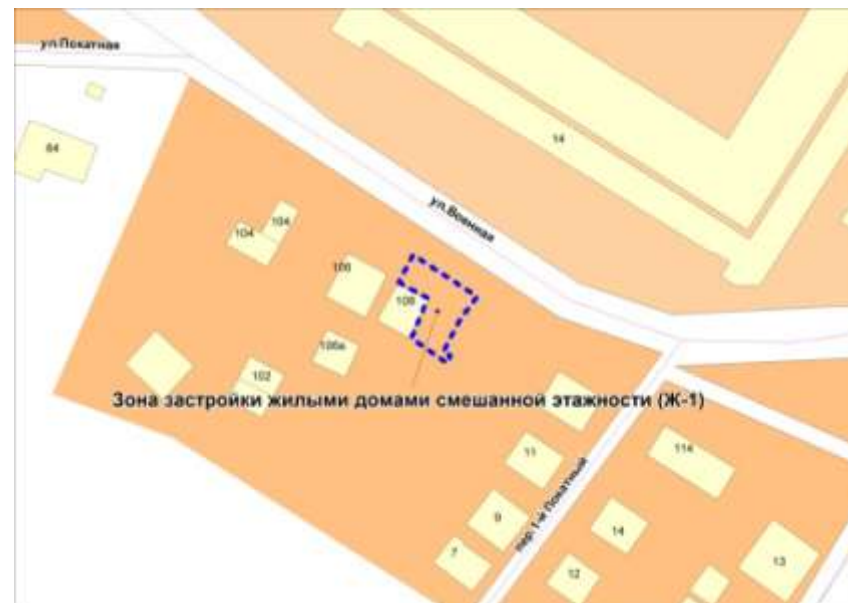 ул.Покатная
64
14
ул.Военная
104
104
106
108
106а
102
Зона застройки жилыми домами смешанной этажности (Ж-1)
11
114
пер. 1-й Покатный
9
14
7
12
13